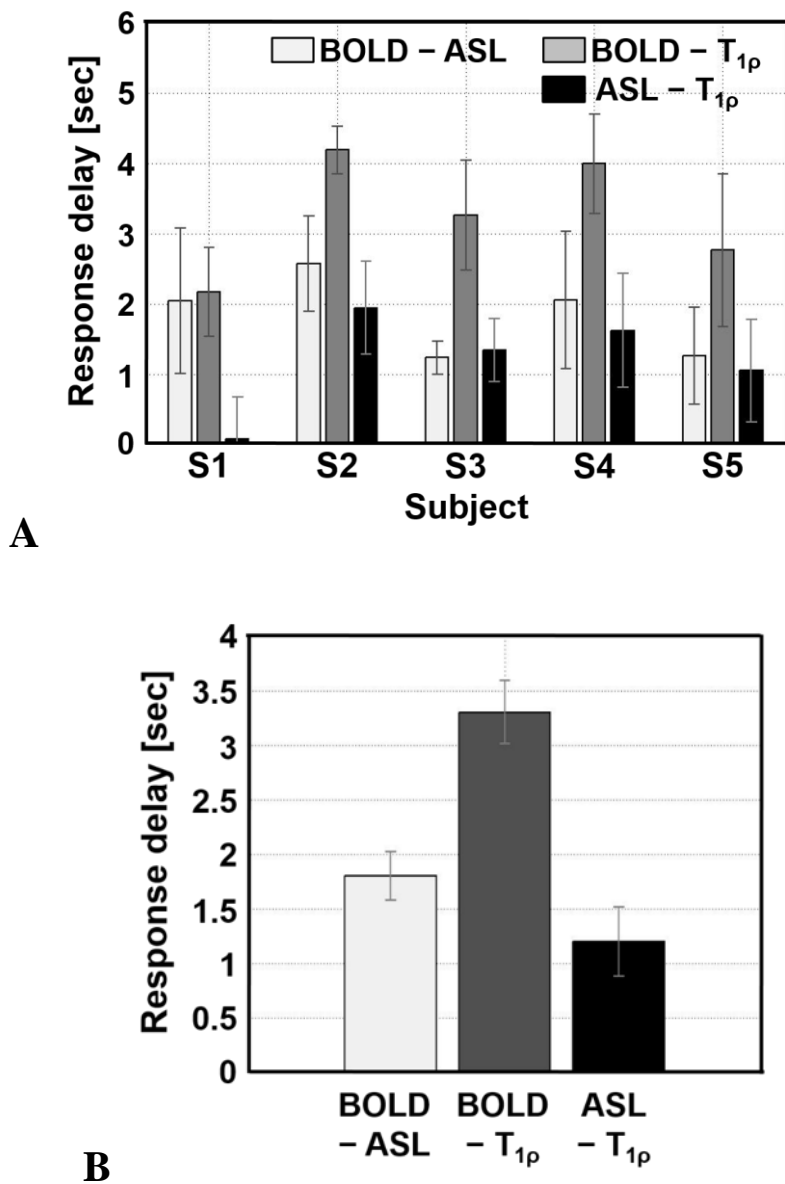 6
BOLD – ASL
BOLD – T1ρ
5
ASL – T1ρ
4
3
2
1
0
Response delay [sec]
S1 S2 S3 S4 S5
Subject
A
4
3.5
3
2.5
2
1.5
1
0.5
0
Response delay [sec]
BOLD BOLD ASL
– ASL – T1ρ – T1ρ
B